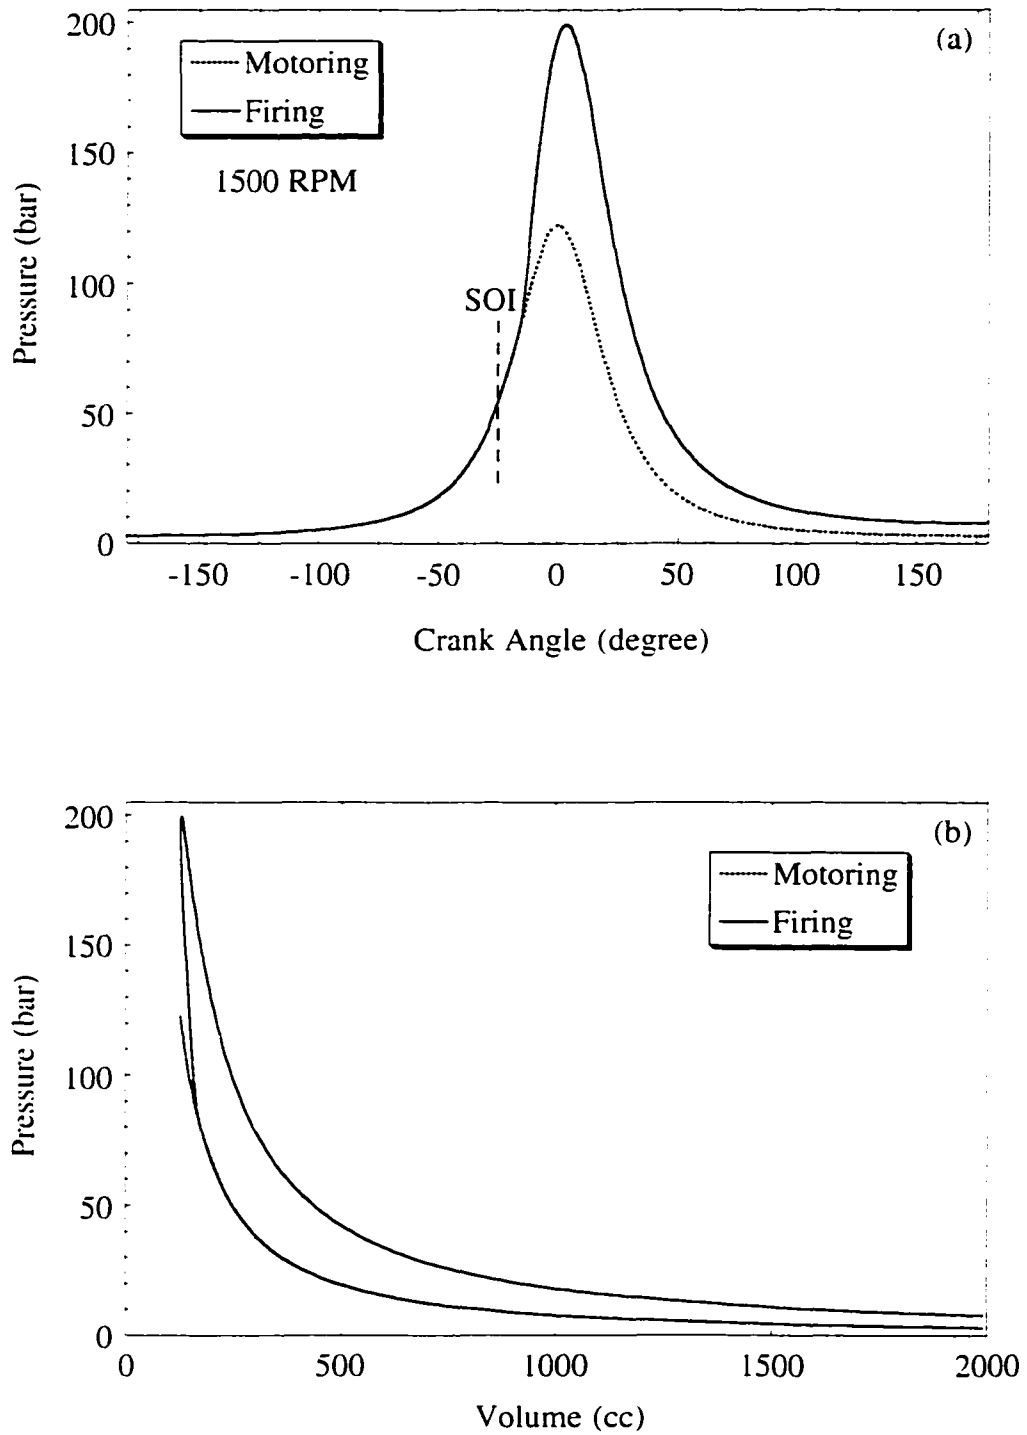 (a)
200
Motoring
Firing
1500 RPM
150
100
SOI
50
0
Pressure (bar)
-150 -100 -50 0 50 100 150
Crank Angle (degree)
(b)
200
Motoring
Firing
150
100
50
0
Pressure (bar)
0 500 1000 1500 2000
Volume (cc)